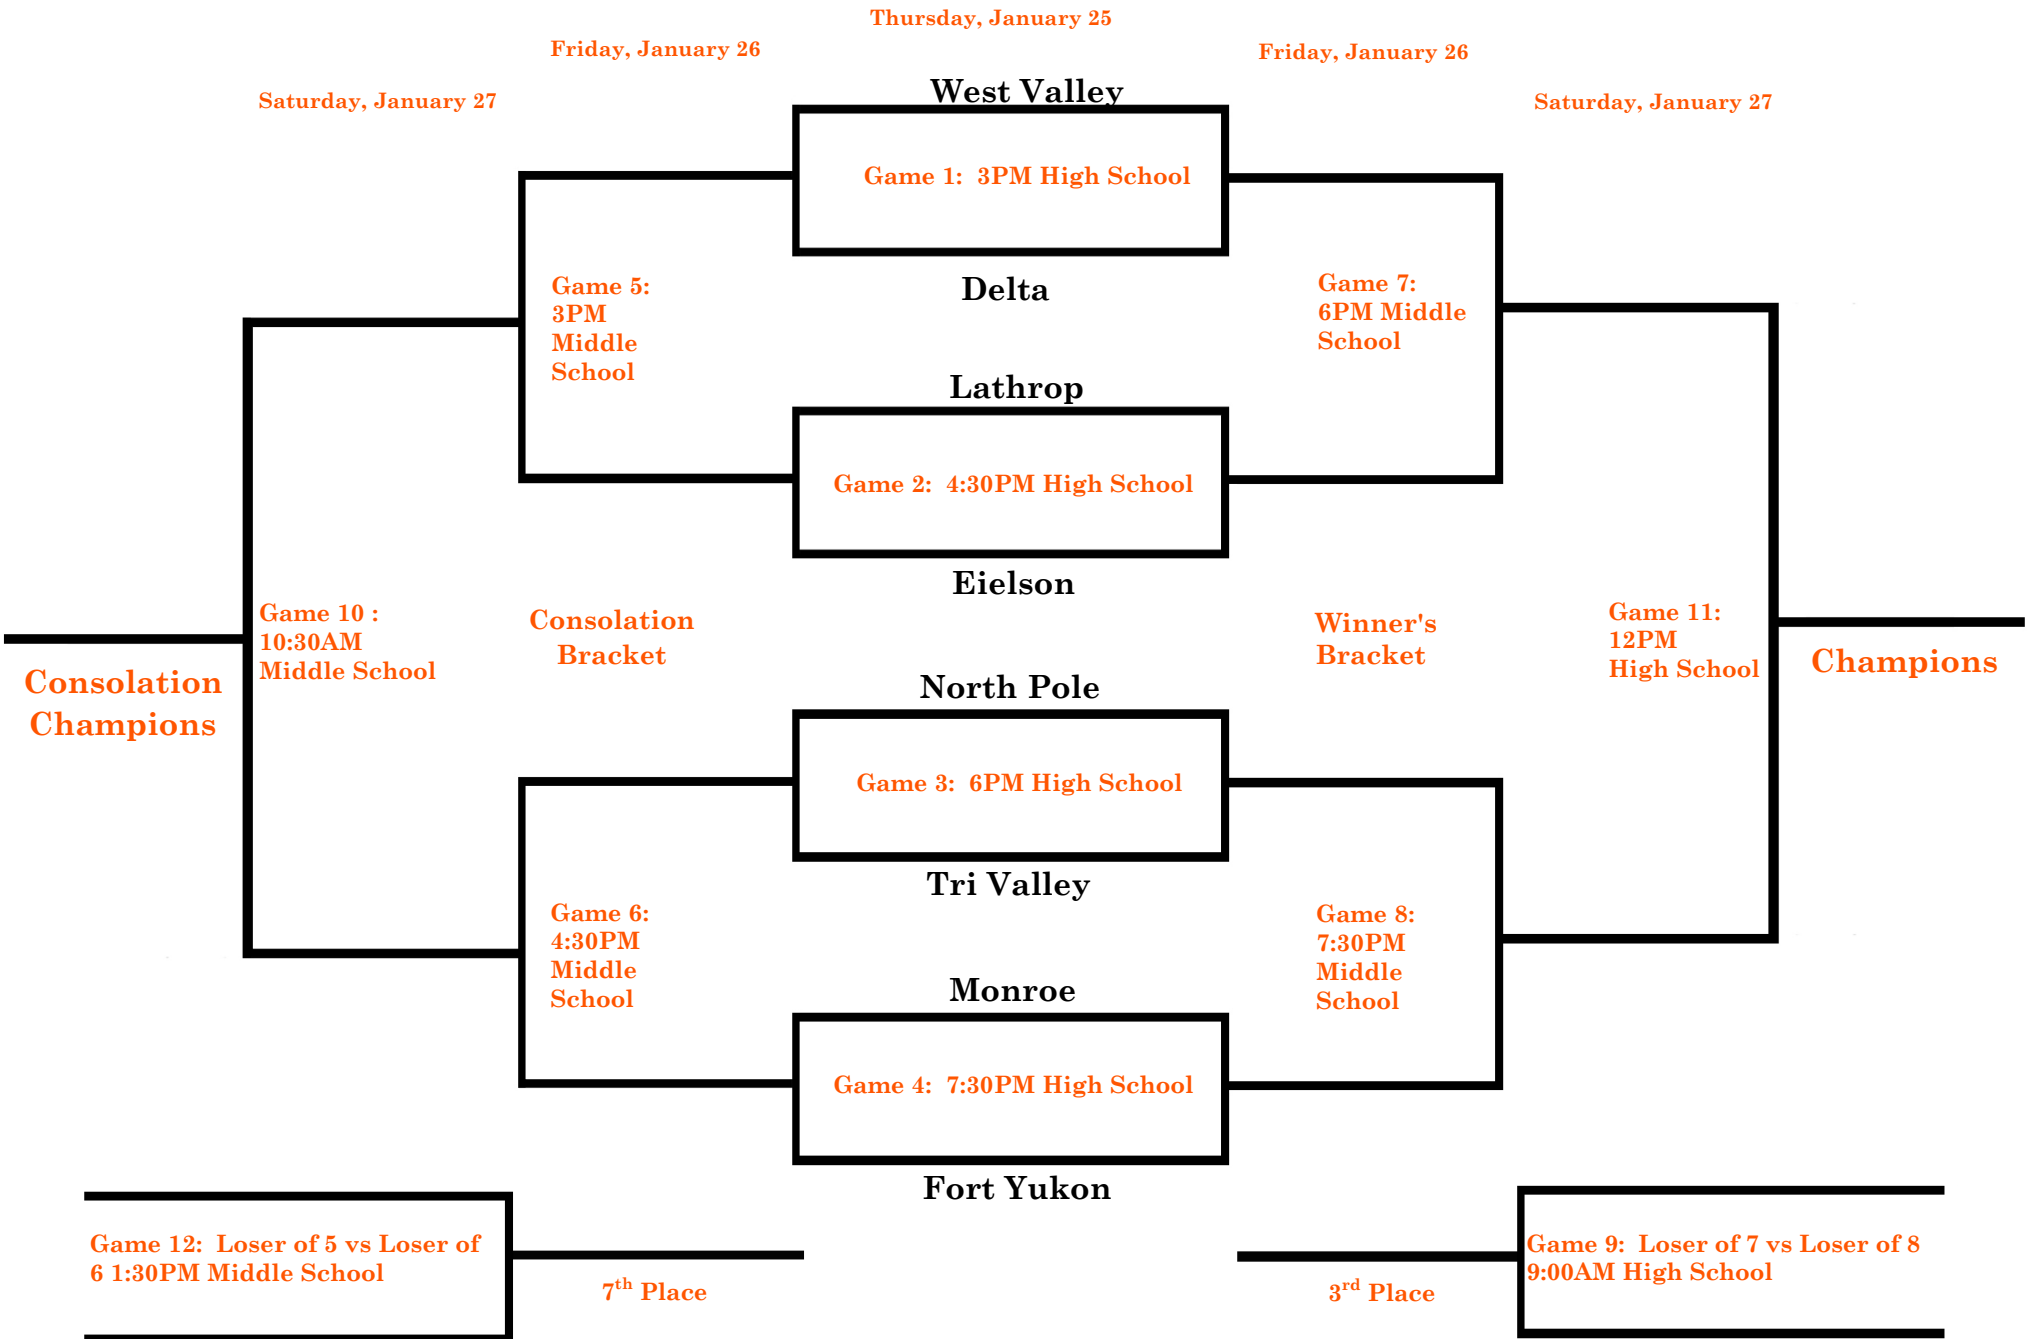 Thursday, January 25
Friday, January 26
Friday, January 26
Saturday, January 27
Saturday, January 27
West Valley
Game 1: 3PM High School
Delta
Game 5:
3PM
Middle
School
Game 7:
6PM Middle
School
Lathrop
Game 2: 4:30PM High School
Eielson
Game 10 :
10:30AM
Middle School
Consolation
Bracket
Winner's
Bracket
Game 11:
12PM
High School
Consolation
Champions
Champions
North Pole
Game 3: 6PM High School
Tri Valley
Game 6:
4:30PM
Middle
School
Game 8:
7:30PM
Middle
School
Monroe
Game 4: 7:30PM High School
Fort Yukon
Game 12: Loser of 5 vs Loser of
6 1:30PM Middle School
7th Place
3rd Place
Game 9: Loser of 7 vs Loser of 8
9:00AM High School